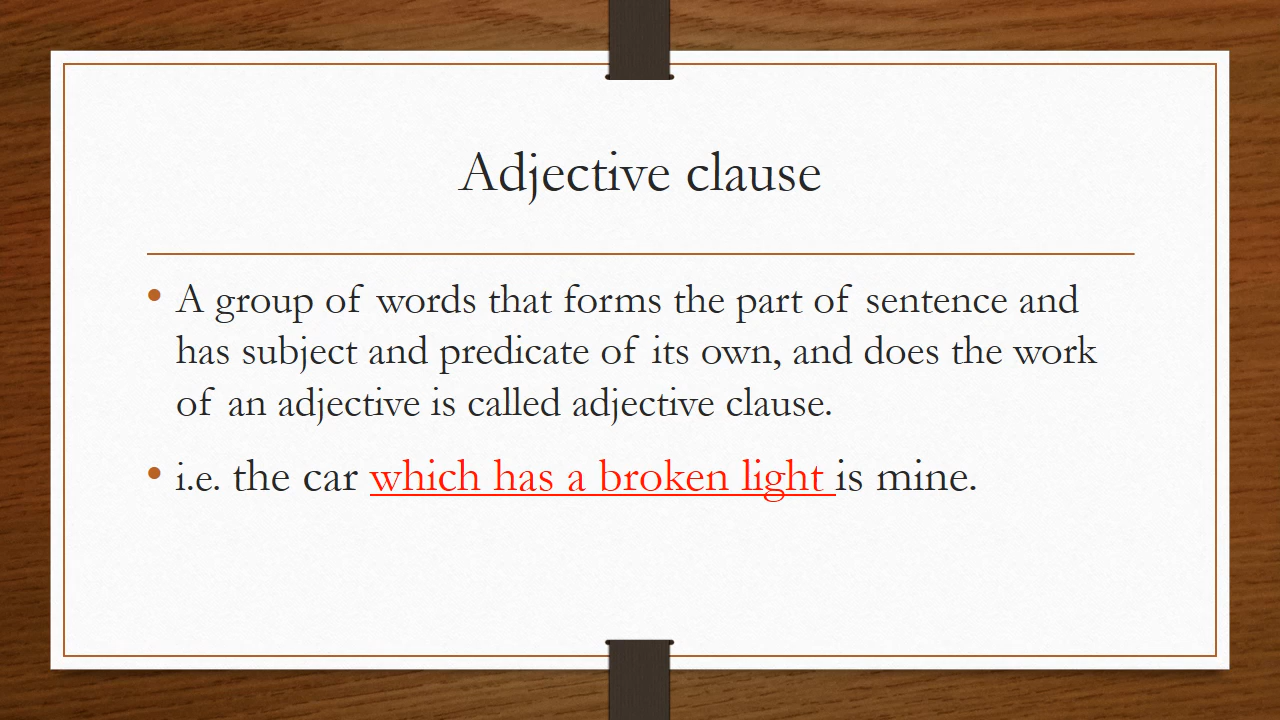 Adjective clause
• A group of words that forms the part of sentence and
has subject and predicate of its own, and does the work
of an adjective is called adjective clause.
• i.e. the car which has a broken light is mine.